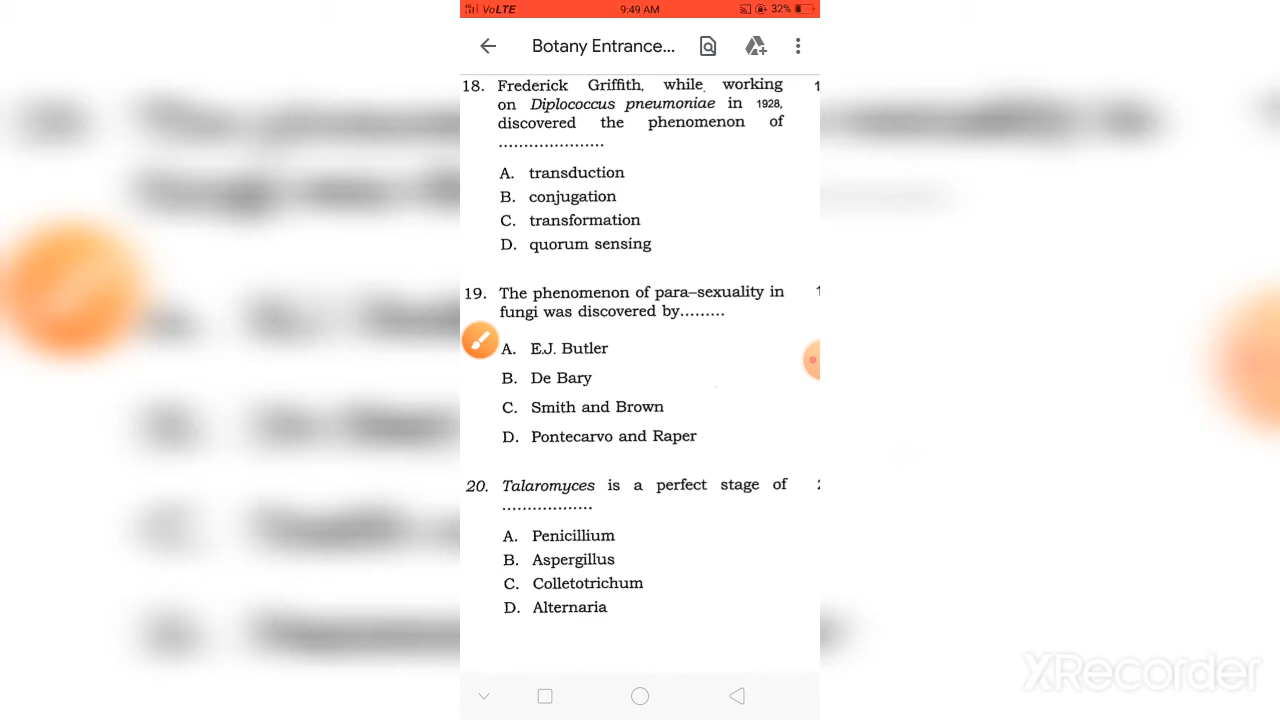 VoLTE 9:49 AM 32%
Botany Entrance...
18. Frederick Griffith, while working
on Diplococcus pneumoniae in 1928,
discovered the phenomenon of
.....................
A. transduction
B. conjugation
C. transformation
D. quorum sensing
19. The phenomenon of para–sexuality in
fungi was discovered by.........
A. E.J. Butler
B. De Bary
C. Smith and Brown
D. Pontecarvo and Raper
20. Talaromyces is a perfect stage of
..................
A. Penicillium
B. Aspergillus
C. Colletotrichum
D. Alternaria
XRecorder